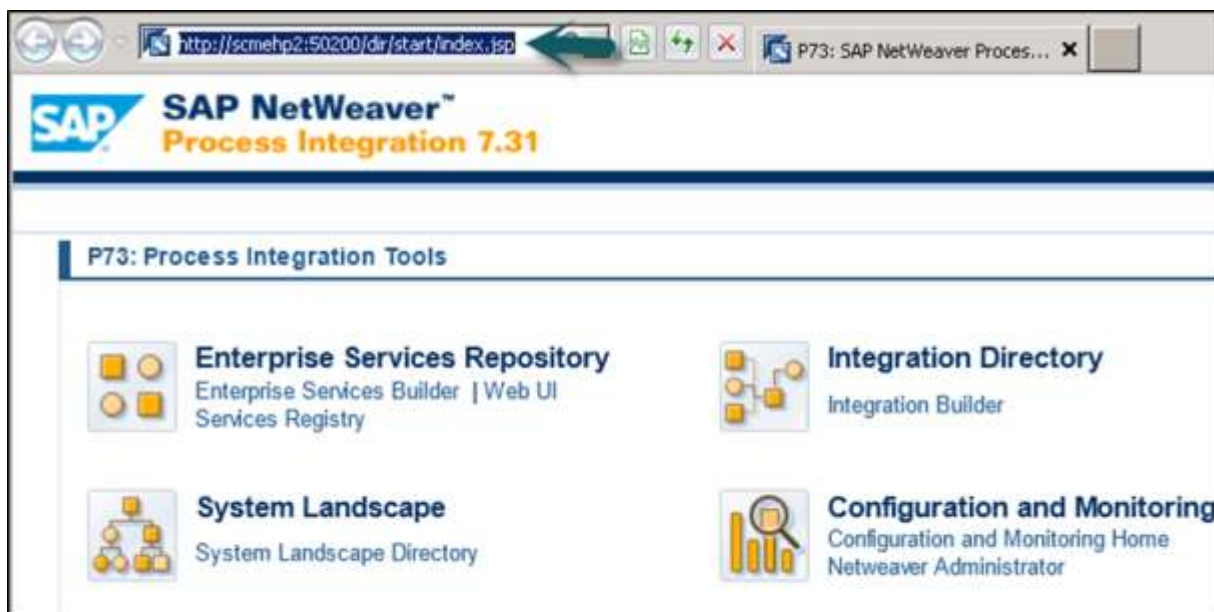 http://scmehp2:50200/dir/start/index.jsp
P73: SAP NetWeaver Proces...
SAP
SAP NetWeaver™
Process Integration 7.31
P73: Process Integration Tools
Enterprise Services Repository
Enterprise Services Builder | Web UI
Services Registry
Integration Directory
Integration Builder
System Landscape
System Landscape Directory
Configuration and Monitoring
Configuration and Monitoring Home
Netweaver Administrator